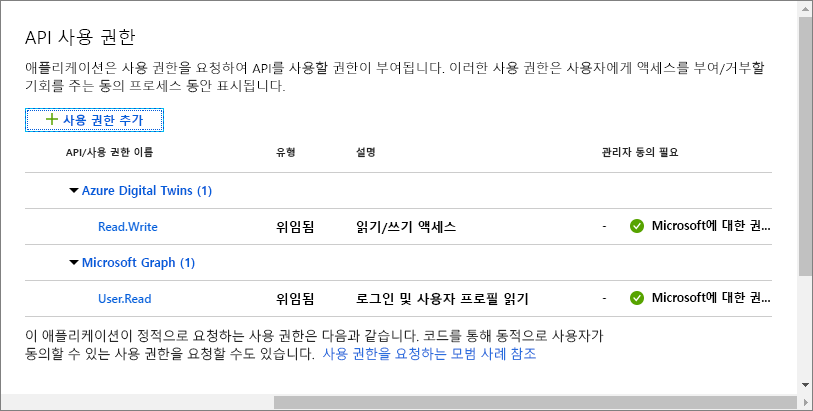 API 사용 권한
애플리케이션은 사용 권한을 요청하여 API를 사용할 권한이 부여됩니다. 이러한 사용 권한은 사용자에게 액세스를 부여/거부할
기회를 주는 동의 프로세스 동안 표시됩니다.
+ 사용 권한 추가
API/사용 권한 이름 유형 설명 관리자 동의 필요
Azure Digital Twins (1)
Read.Write 위임됨 읽기/쓰기 액세스 - Microsoft에 대한 권...
Microsoft Graph (1)
User.Read 위임됨 로그인 및 사용자 프로필 읽기 - Microsoft에 대한 권...
이 애플리케이션이 정적으로 요청하는 사용 권한은 다음과 같습니다. 코드를 통해 동적으로 사용자가
동의할 수 있는 사용 권한을 요청할 수도 있습니다. 사용 권한을 요청하는 모범 사례 참조